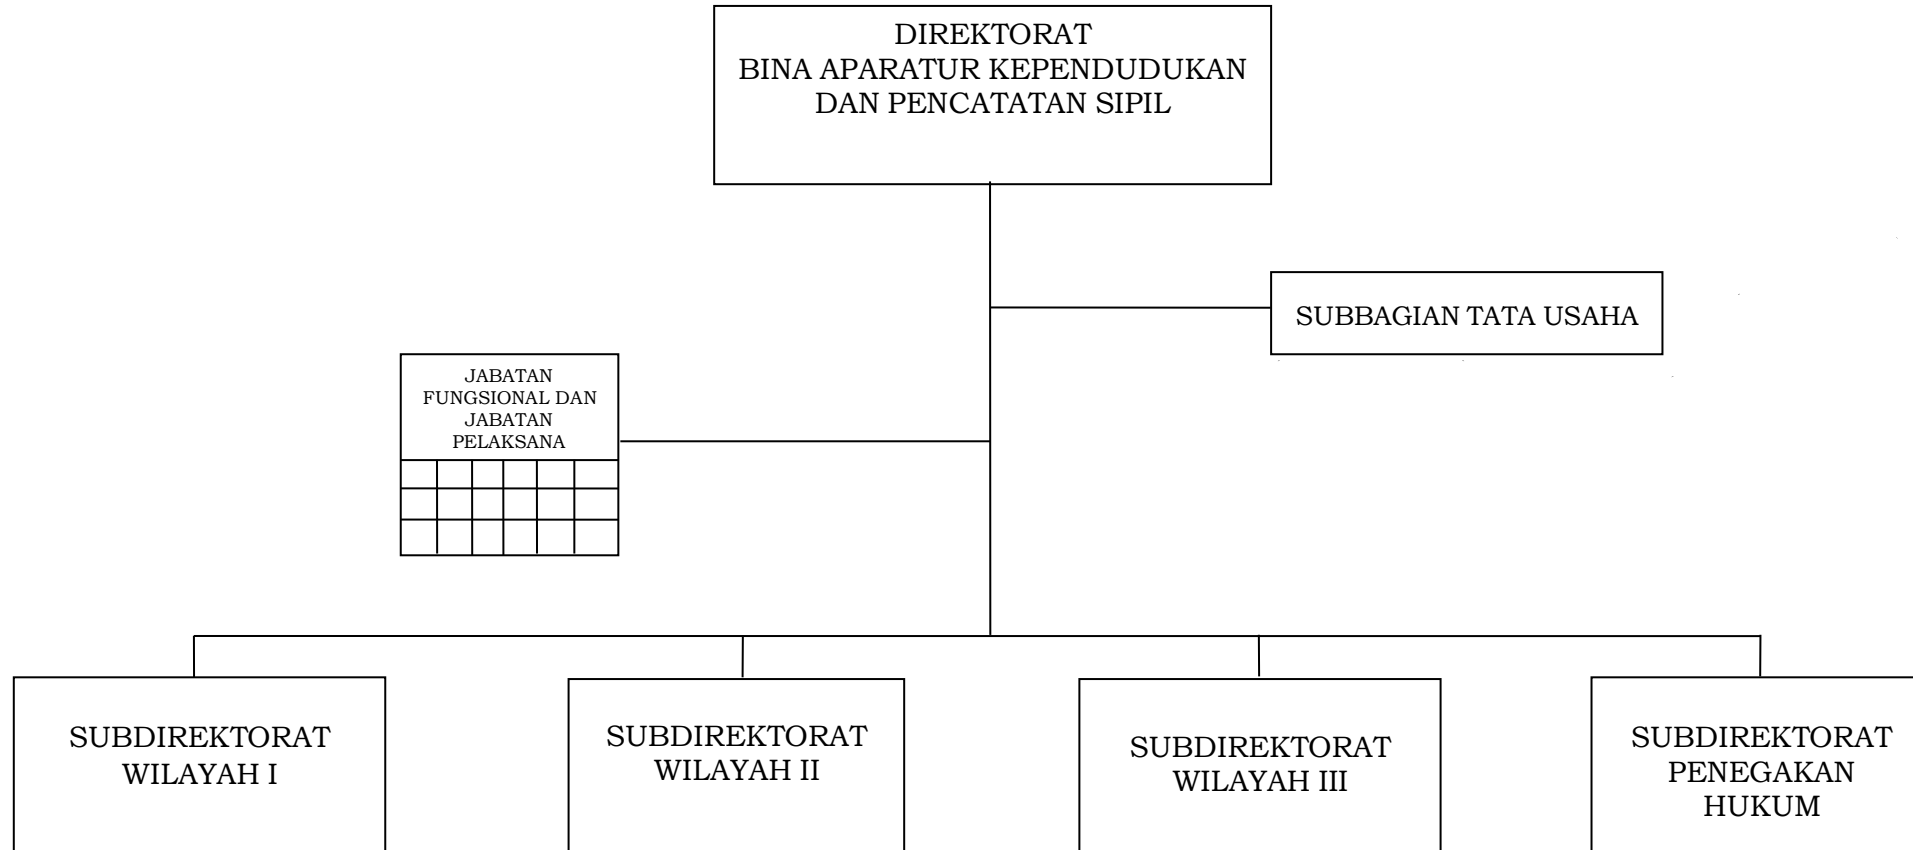 DIREKTORAT
BINA APARATUR KEPENDUDUKAN
DAN PENCATATAN SIPIL
SUBBAGIAN TATA USAHA
JABATAN
FUNGSIONAL DAN
JABATAN
PELAKSANA
SUBDIREKTORAT
WILAYAH I
SUBDIREKTORAT
WILAYAH II
SUBDIREKTORAT
WILAYAH III
SUBDIREKTORAT
PENEGAKAN
HUKUM